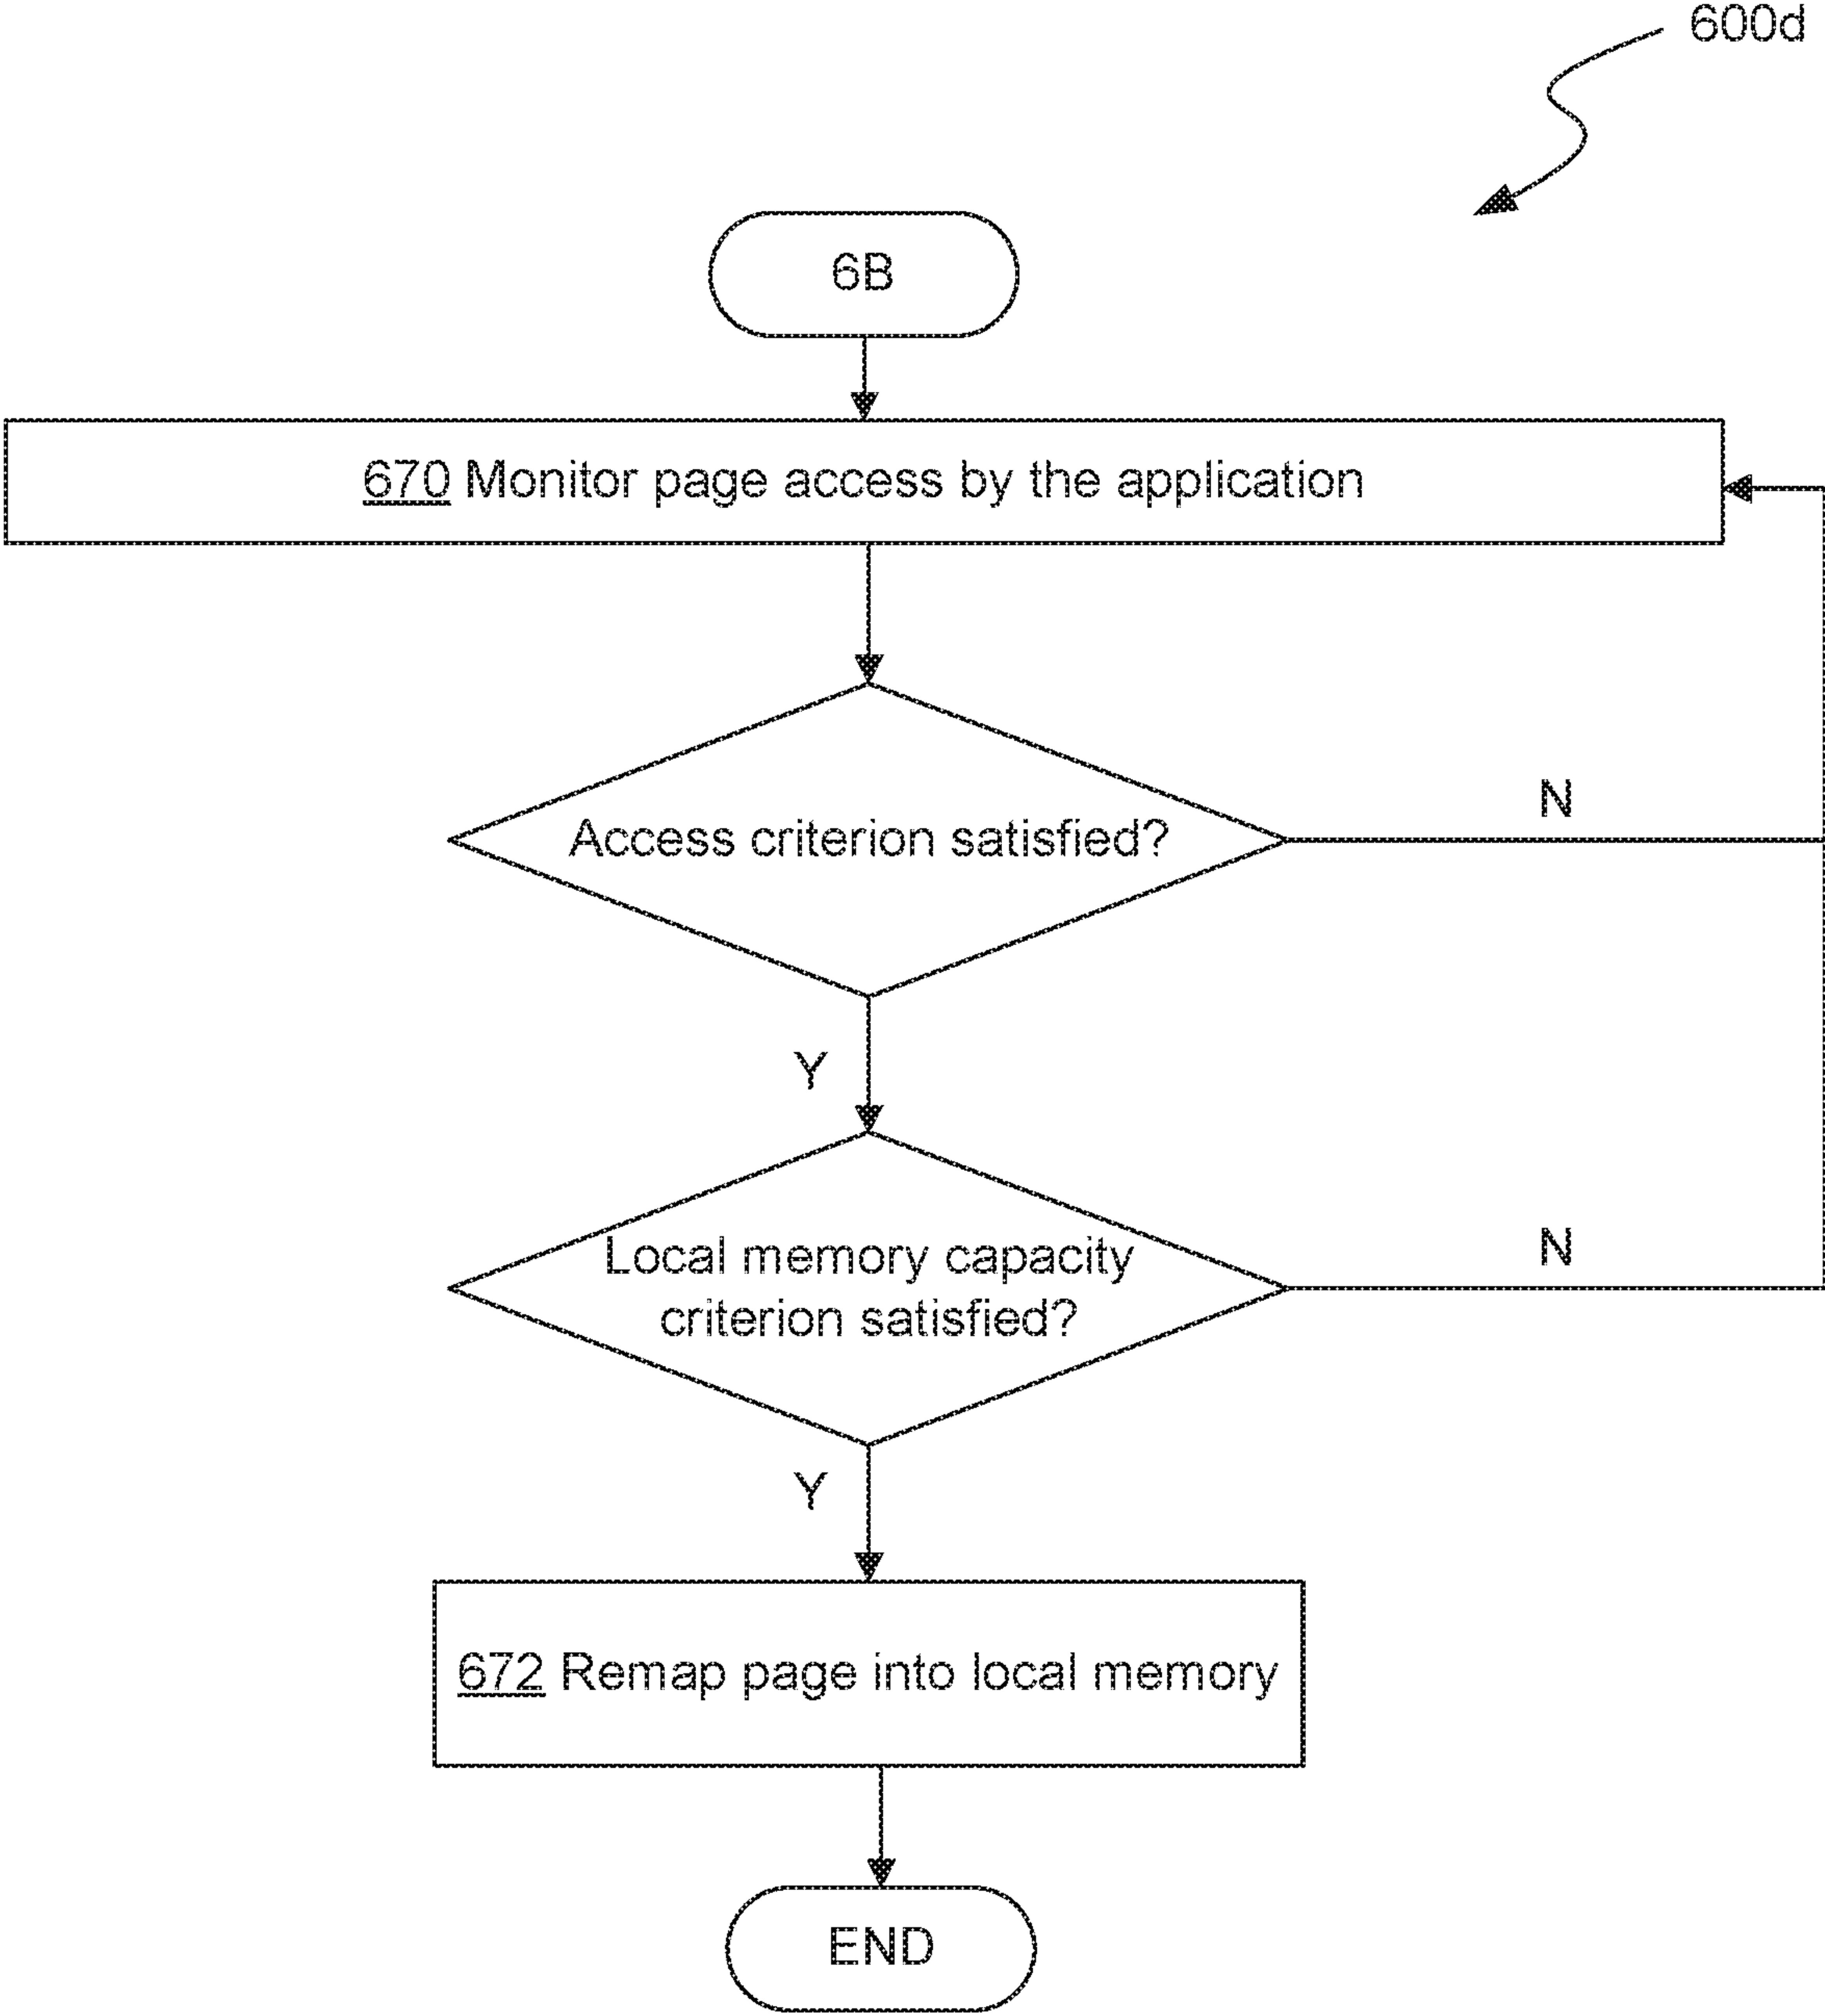 600d
6B
670 Monitor page access by the application
Access criterion satisfied?
N
Y
Local memory capacity
criterion satisfied?
N
Y
672 Remap page into local memory
END